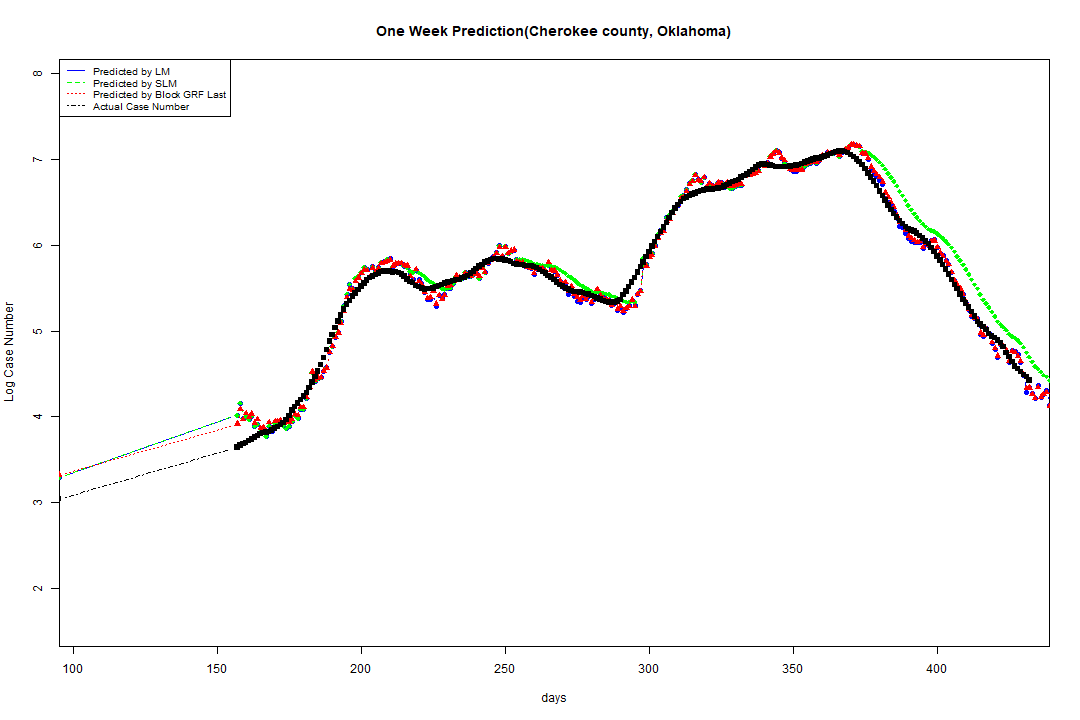 One Week Prediction(Cherokee county, Oklahoma)
Predicted by LM
Predicted by SLM
Predicted by Block GRF Last
Actual Case Number
8
7
6
5
4
3
2
Log Case Number
100 150 200 250 300 350 400
days